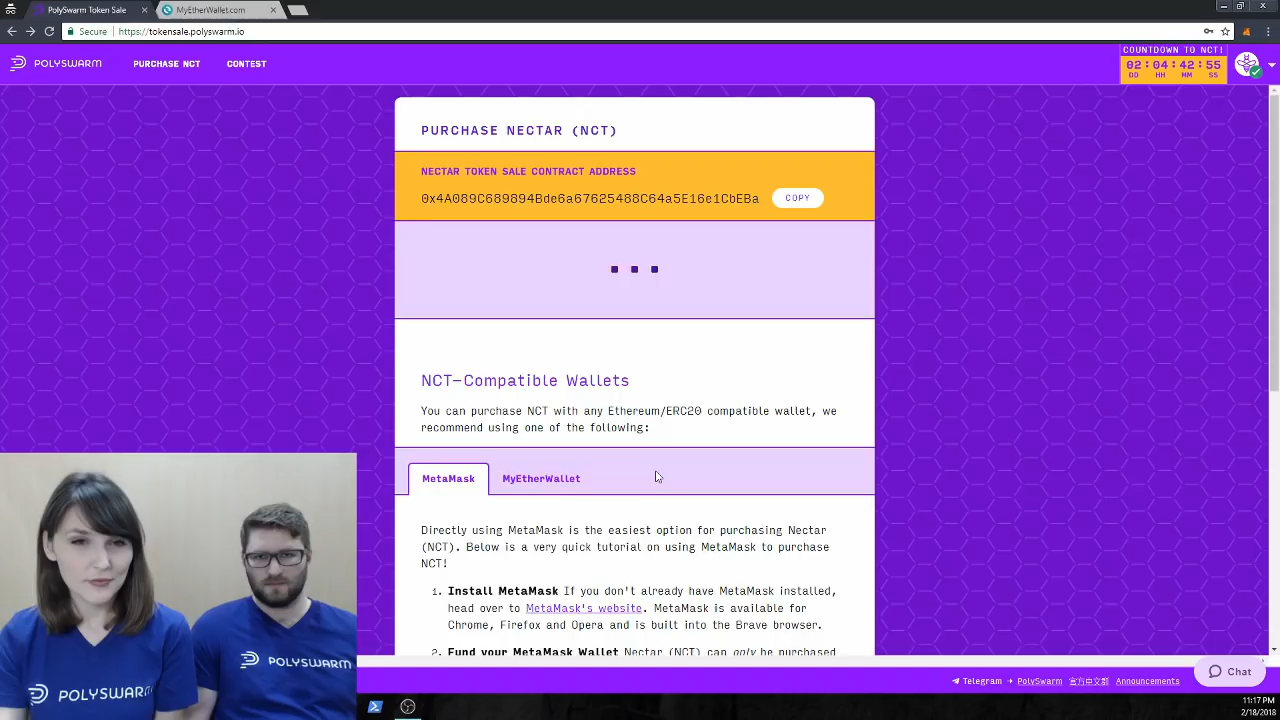 PolySwarm Token Sale
MyEtherWallet.com
Secure
https://tokensale.polyswarm.io
POLYSWARM
PURCHASE NCT
CONTEST
COUNTDOWN TO NCT!
02:04:42:55
DD HH MM SS
PURCHASE NECTAR (NCT)
NECTAR TOKEN SALE CONTRACT ADDRESS
0x4A089C689894Bde6a67625488C64a5E16e1CbEBa
COPY
NCT-Compatible Wallets
You can purchase NCT with any Ethereum/ERC20 compatible wallet, we
recommend using one of the following:
MetaMask
MyEtherWallet
Directly using MetaMask is the easiest option for purchasing Nectar
(NCT). Below is a very quick tutorial on using MetaMask to purchase
NCT!
1. Install MetaMask If you don't already have MetaMask installed,
head over to MetaMask's website. MetaMask is available for
Chrome, Firefox and Opera and is built into the Brave browser.
2. Fund your MetaMask Wallet Nectar (NCT) can only be purchased
POLYSWARM
POLYSWARM
Telegram → PolySwarm 官方中文群 Announcements
Chat
11:17 PM
2/18/2018